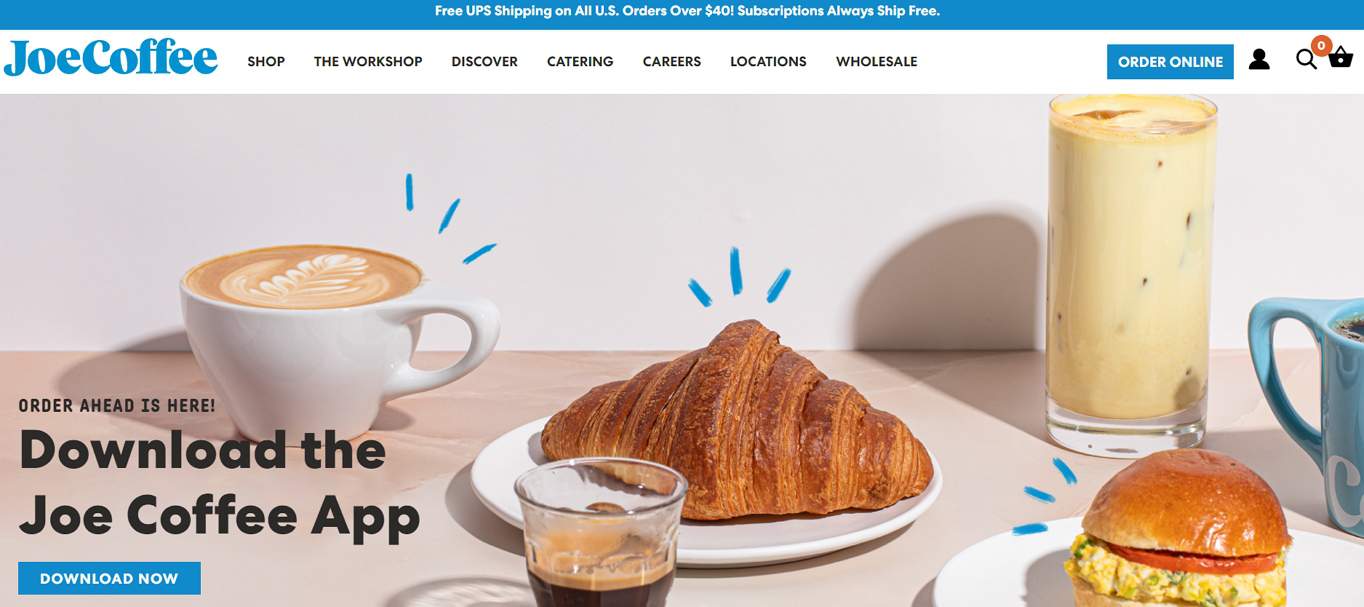 Free UPS Shipping on All U.S. Orders Over $40! Subscriptions Always Ship Free.
JoeCoffee
SHOP THE WORKSHOP DISCOVER CATERING CAREERS LOCATIONS WHOLESALE ORDER ONLINE 0
ORDER AHEAD IS HERE!
Download the
Joe Coffee App
DOWNLOAD NOW